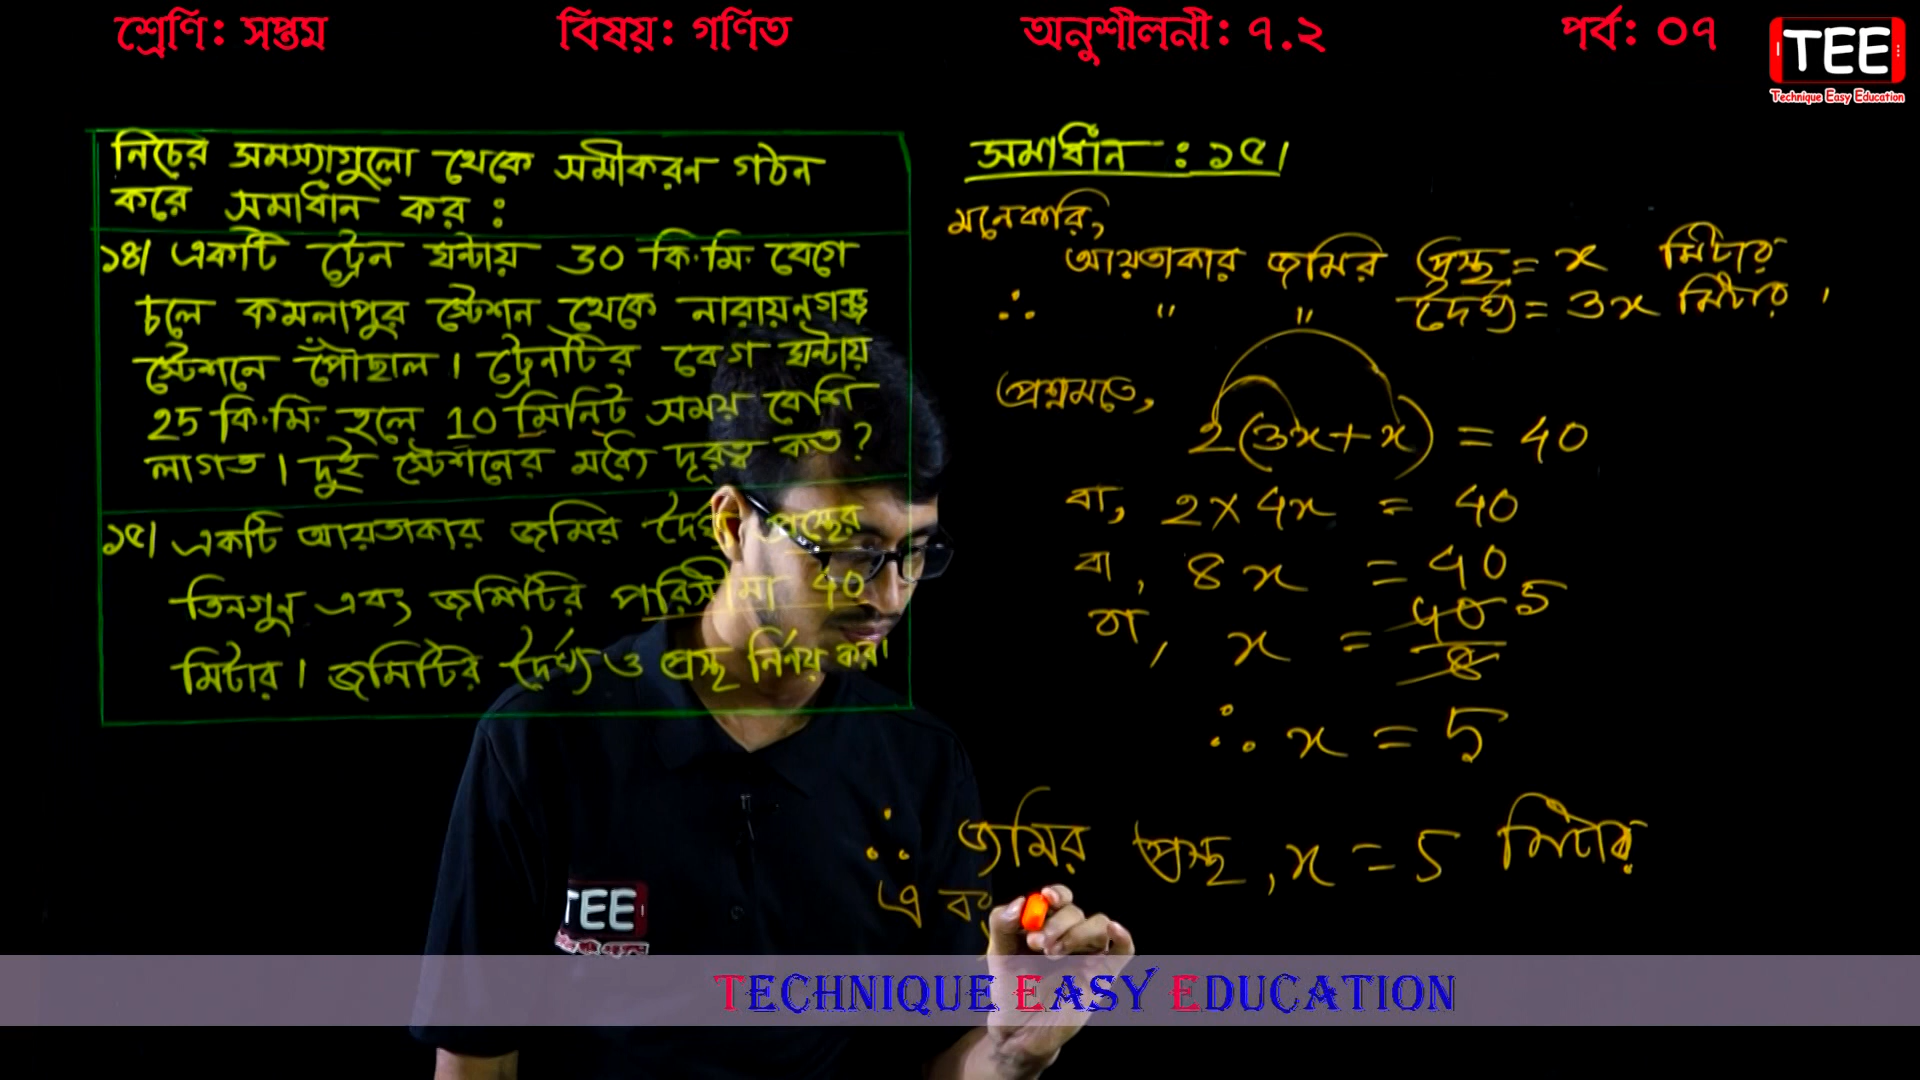 শ্রেণি: সপ্তম
বিষয়: গণিত
অনুশীলনী: ৭.২
পর্ব: ০৭
TEE
Technique Easy Education
নিচের সমস্যাগুলো থেকে সমীকরণ গঠন
করে সমাধান কর :
১৪। একটি ট্রেন ঘন্টায় 30 কি.মি. বেগে
চলে কমলাপুর স্টেশন থেকে নারায়নগঞ্জ
স্টেশনে পৌঁছাল। ট্রেনটির বেগ ঘন্টায়
25 কি.মি. হলে 10 মিনিট সময় বেশি
লাগত। দুই স্টেশনের মধ্যে দূরত্ব কত?
১৫। একটি আয়তাকার জমির দৈর্ঘ্য প্রস্থের
তিনগুন এবং জমিটির পরিসীমা 40
মিটার। জমিটির দৈর্ঘ্য ও প্রস্থ নির্ণয় কর।
সমাধান : ১৫।
মনেকরি,
আয়তাকার জমির প্রস্থ = x মিটার
∴ " " দৈর্ঘ্য = 3x মিটার।
প্রশ্নমতে,
2(3x+x) = 40
বা, 2×4x = 40
বা, 8x = 40
বা, x = 40 5
8
∴ x = 5
∴ জমির প্রস্থ, x = 5 মিটার
এবং
TEE
TECHNIQUE EASY EDUCATION